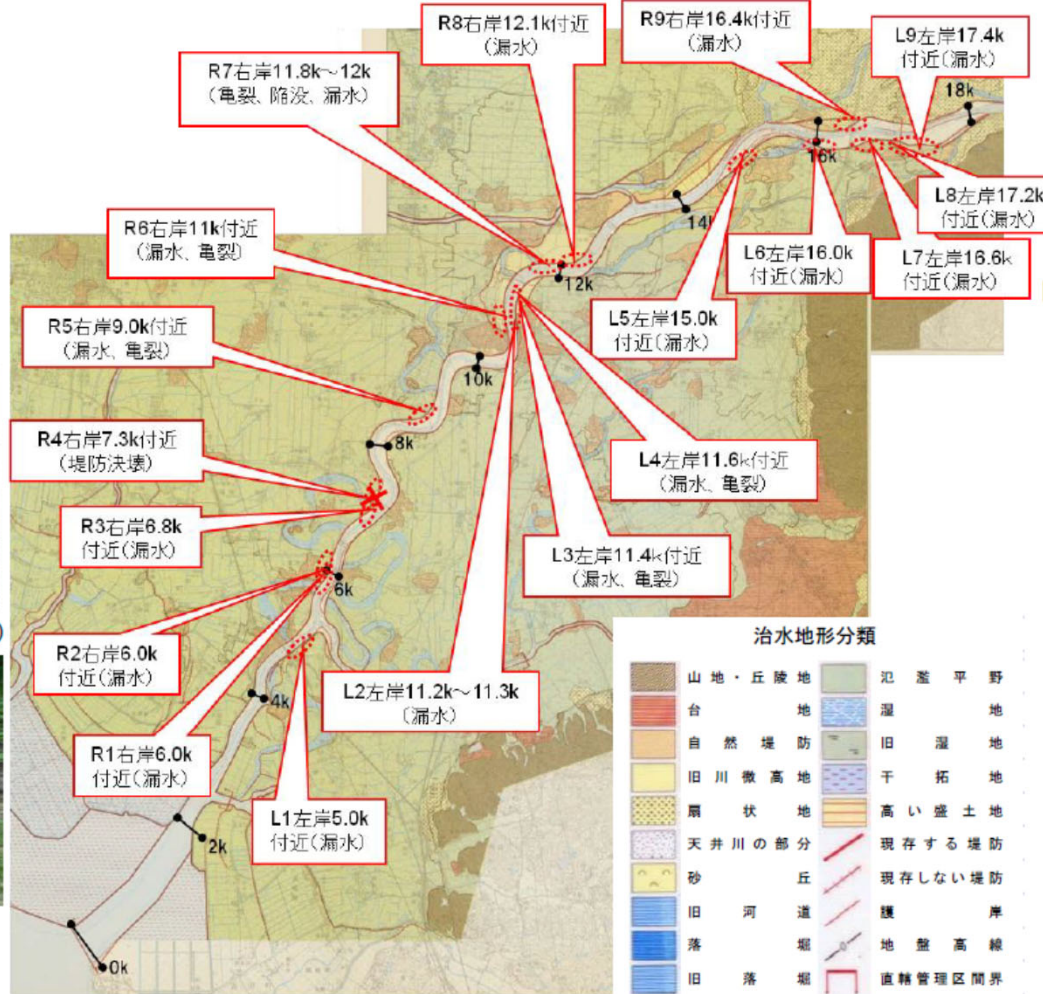 R8右岸12.1k付近
(漏水)
R9右岸16.4k付近
(漏水)
L9左岸17.4k
付近(漏水)
R7右岸11.8k～12k
(亀裂、陥没、漏水)
18k
16k
L8左岸17.2k
付近(漏水)
R6右岸11k付近
(漏水、亀裂)
14k
L6左岸16.0k
付近(漏水)
L7左岸16.6k
付近(漏水)
12k
R5右岸9.0k付近
(漏水、亀裂)
L5左岸15.0k
付近(漏水)
10k
R4右岸7.3k付近
(堤防決壊)
8k
L4左岸11.6k付近
(漏水、亀裂)
R3右岸6.8k
付近(漏水)
L3左岸11.4k付近
(漏水、亀裂)
6k
R2右岸6.0k
付近(漏水)
L2左岸11.2k～11.3k
(漏水)
4k
R1右岸6.0k
付近(漏水)
L1左岸5.0k
付近(漏水)
2k
0k
治水地形分類
山地・丘陵地
氾濫平野
台地
湿地
自然堤防
旧湿地
旧川微高地
干拓地
扇状地
高い盛土地
天井川の部分
現存する堤防
砂丘
現存しない堤防
旧河道
護岸
落堀
地盤高線
旧落堀
直轄管理区間界